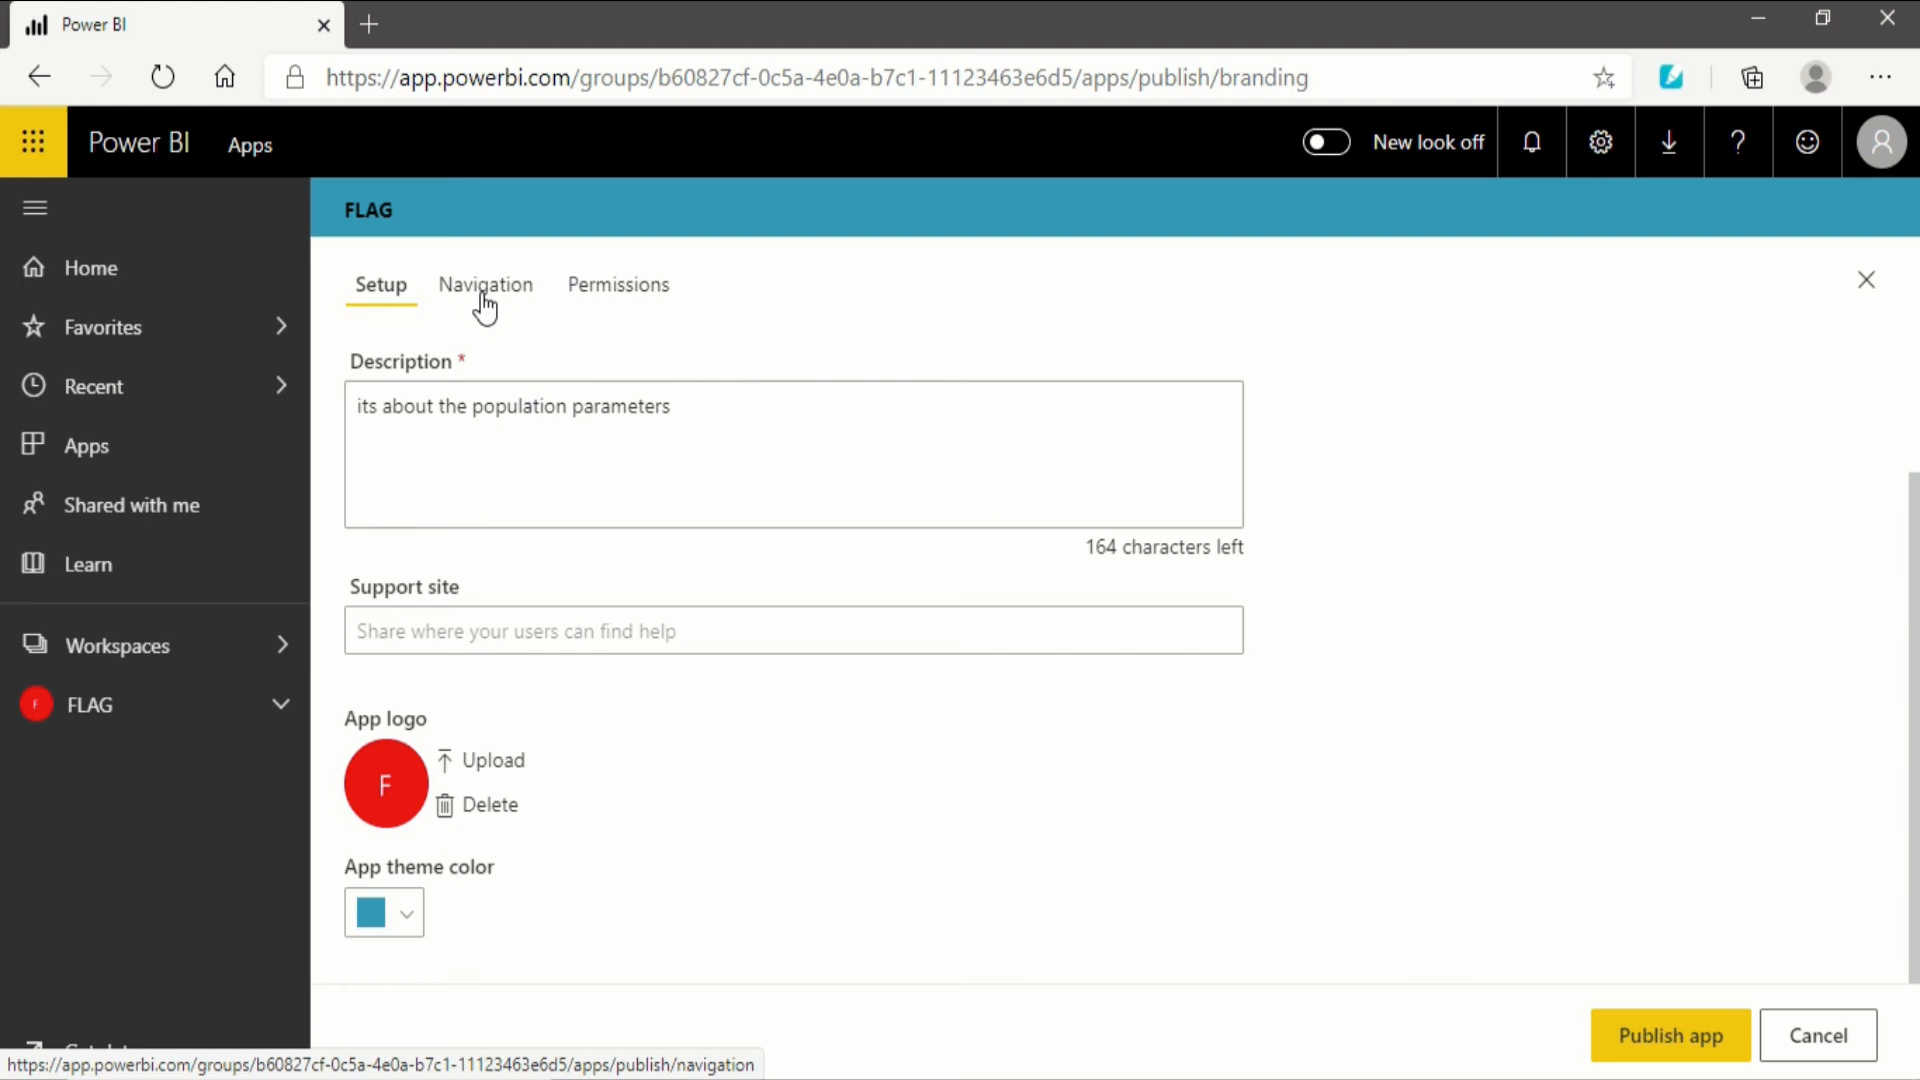 Power BI
https://app.powerbi.com/groups/b60827cf-0c5a-4e0a-b7c1-11123463e6d5/apps/publish/branding
Power BI Apps New look off
FLAG
Home
Favorites
Recent
Apps
Shared with me
Learn
Workspaces
F FLAG
Setup Navigation Permissions
Description *
its about the population parameters
164 characters left
Support site
Share where your users can find help
App logo
F
Upload
Delete
App theme color
Publish app Cancel
https://app.powerbi.com/groups/b60827cf-0c5a-4e0a-b7c1-11123463e6d5/apps/publish/navigation